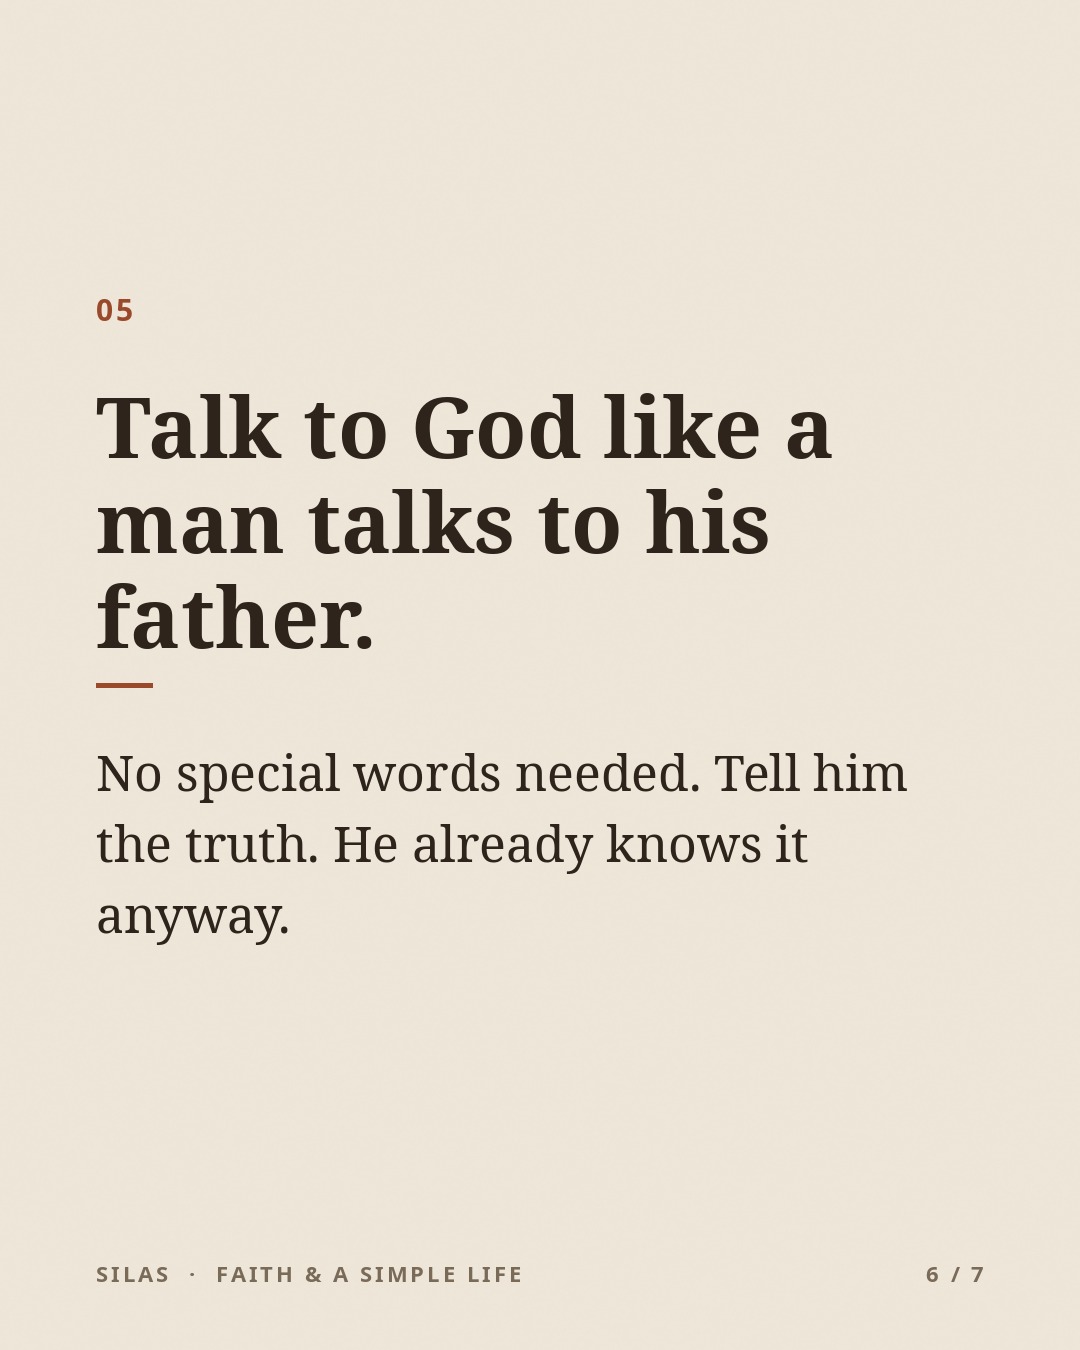 05
Talk to God like a
man talks to his
father.
No special words needed. Tell him
the truth. He already knows it
anyway.
SILAS · FAITH & A SIMPLE LIFE
6 / 7